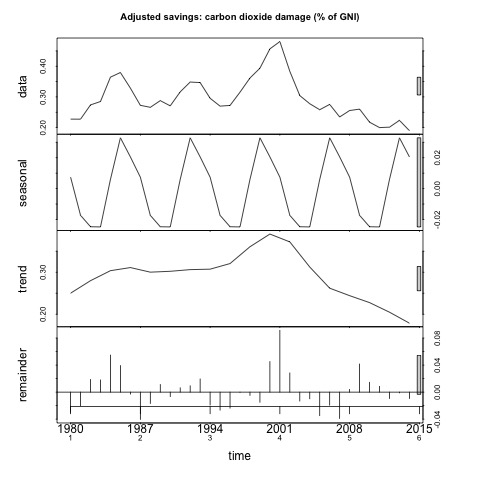 Adjusted savings: carbon dioxide damage (% of GNI)
data
0.20 0.30 0.40
seasonal
-0.02 0.00 0.02
trend
0.20 0.30
remainder
-0.04 0.00 0.04 0.08
1980 1987 1994 2001 2008 2015
1 2 3 4 5 6
time